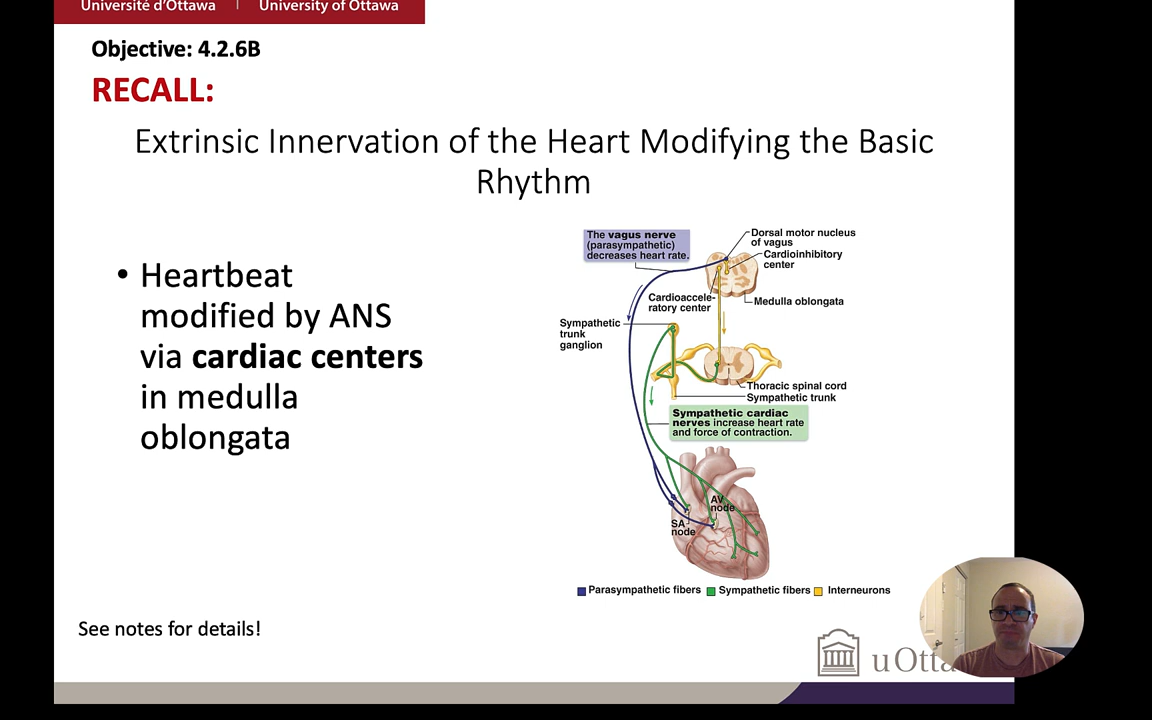 Université d'Ottawa | University of Ottawa
Objective: 4.2.6B
RECALL:
Extrinsic Innervation of the Heart Modifying the Basic
Rhythm
• Heartbeat
modified by ANS
via cardiac centers
in medulla
oblongata
The vagus nerve
(parasympathetic)
decreases heart rate.
Dorsal motor nucleus
of vagus
Cardioinhibitory
center
Cardioaccele-
ratory center
Medulla oblongata
Sympathetic
trunk
ganglion
Thoracic spinal cord
Sympathetic trunk
Sympathetic cardiac
nerves increase heart rate
and force of contraction.
AV
node
SA
node
Parasympathetic fibers Sympathetic fibers Interneurons
See notes for details!